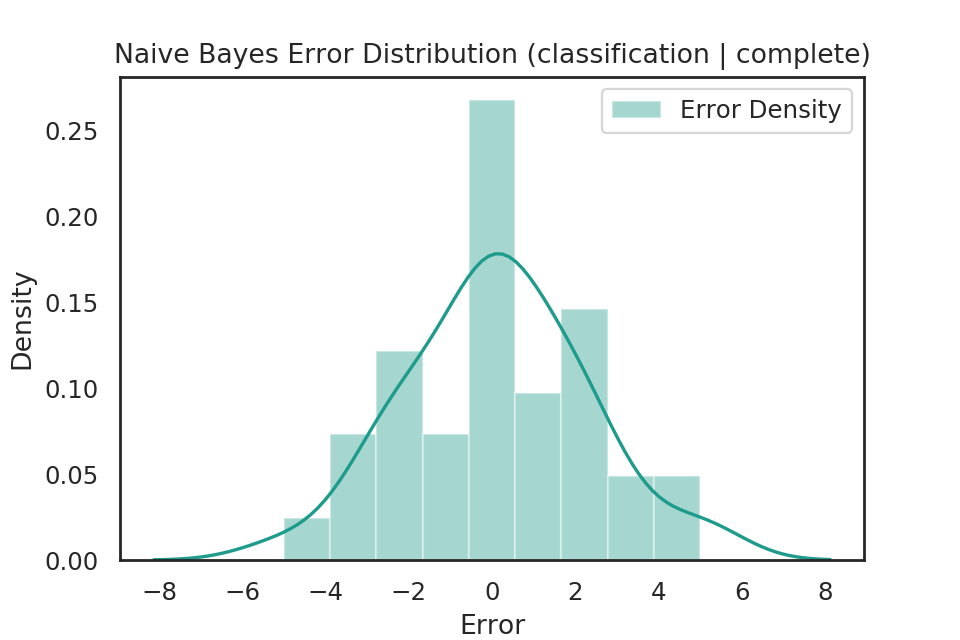 Naive Bayes Error Distribution (classification | complete)
Error Density
Density
0.25
0.20
0.15
0.10
0.05
0.00
−8 −6 −4 −2 0 2 4 6 8
Error